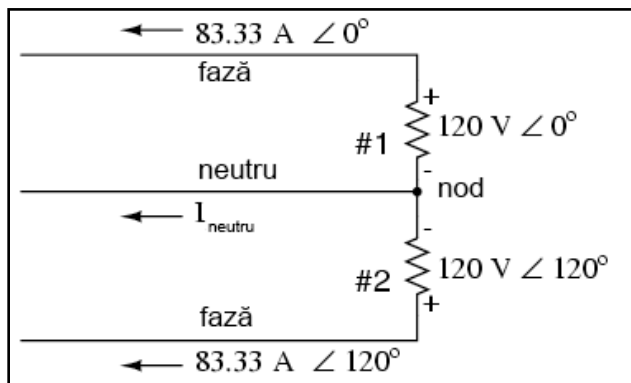 83.33 A ∠ 0°
fază
+
120 V ∠ 0°
#1
-
neutru
nod
I neutru
-
#2
120 V ∠ 120°
+
fază
83.33 A ∠ 120°